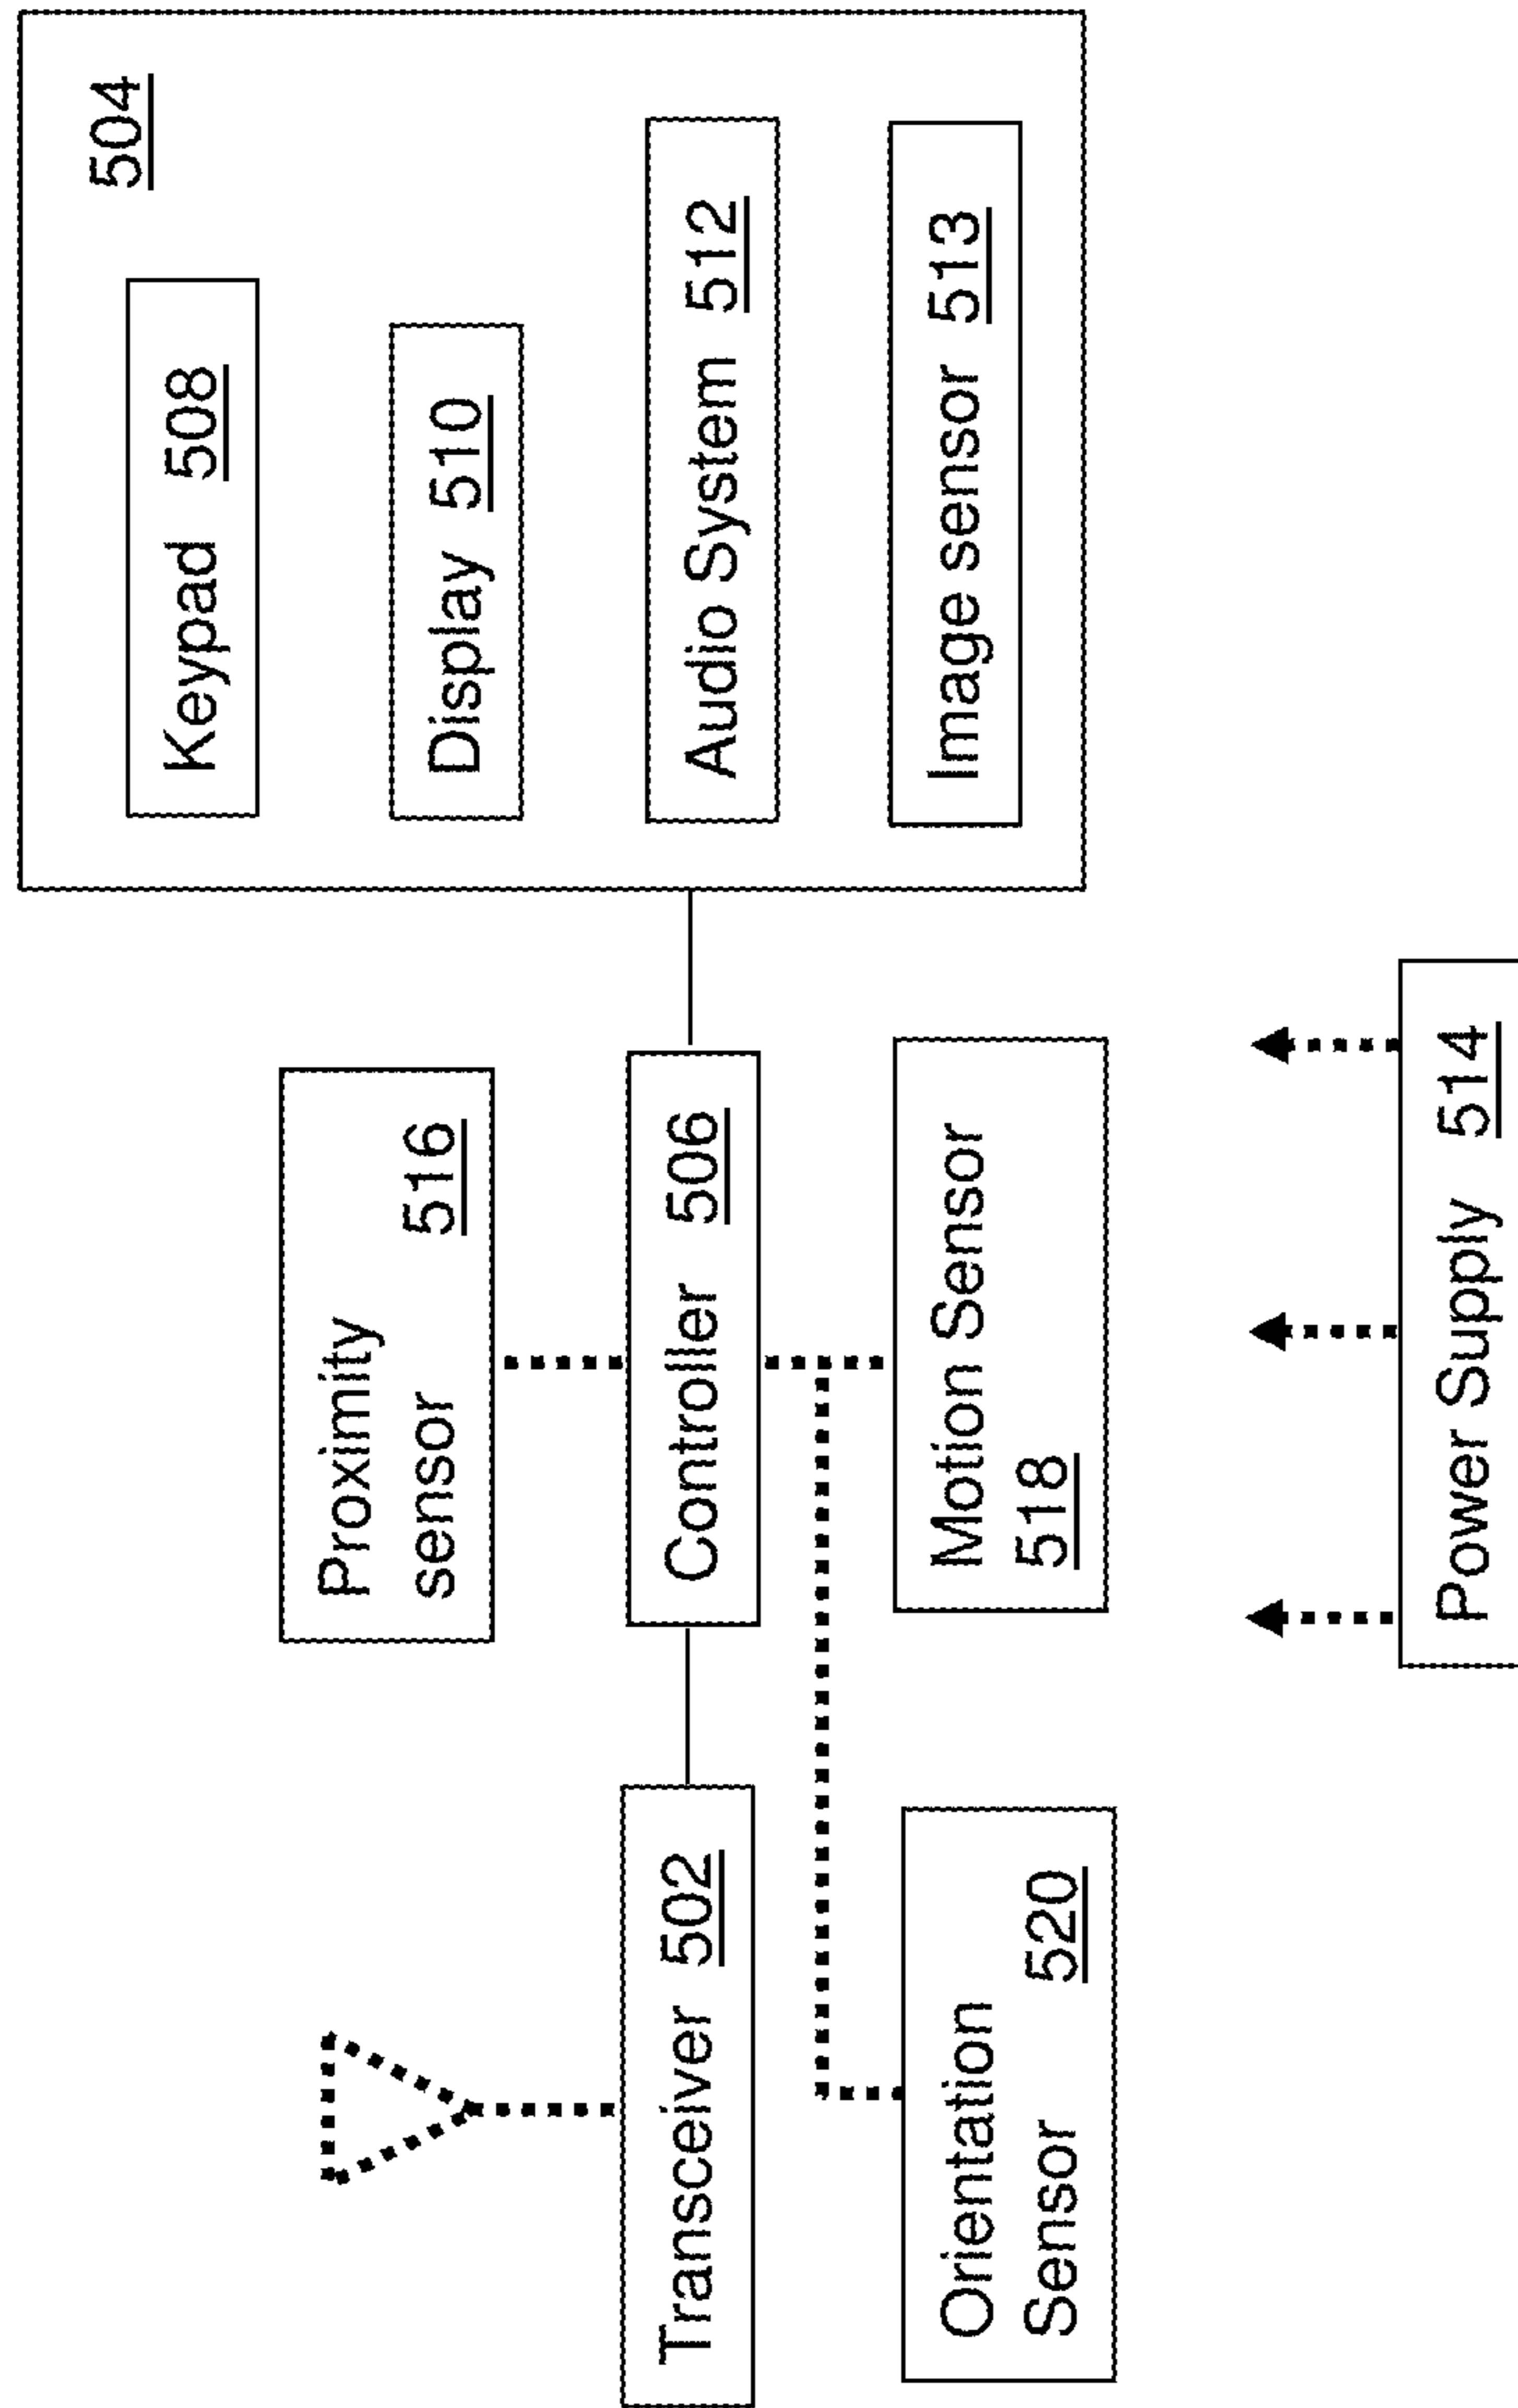 504
Keypad 508
Display 510
Audio System 512
Image sensor 513
Proximity
sensor 516
Controller 506
Motion Sensor
518
Transceiver 502
Orientation
Sensor 520
Power Supply 514